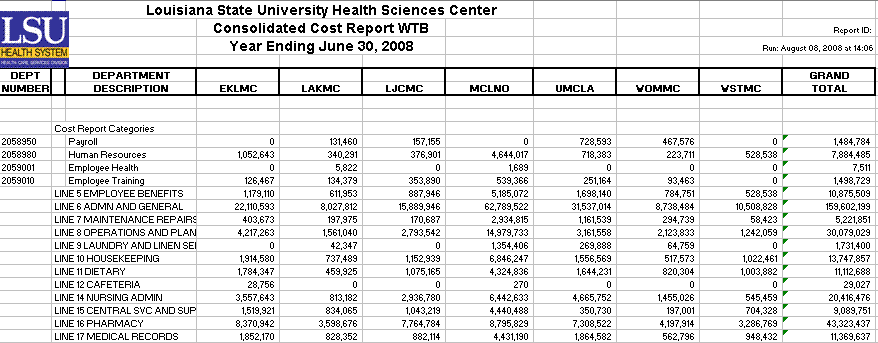 Louisiana State University Health Sciences Center
LSU
HEALTH SYSTEM
HEALTH CARE SERVICES DIVISION
Consolidated Cost Report WTB
Report ID:
Year Ending June 30, 2008
Run: August 08, 2008 at 14:06
DEPT NUMBER DEPARTMENT DESCRIPTION EKLMC LAKMC LJCMC MCLNO UMCLA WOMMC WSTMC GRAND TOTAL
Cost Report Categories
2058950 Payroll 0 131,460 157,155 0 728,593 467,576 0 1,484,784
2058980 Human Resources 1,052,643 340,291 376,901 4,644,017 718,383 223,711 528,538 7,884,485
2059001 Employee Health 0 5,822 0 1,689 0 0 0 7,511
2059010 Employee Training 126,467 134,379 353,890 539,366 251,164 93,463 0 1,498,729
LINE 5 EMPLOYEE BENEFITS 1,179,110 611,953 887,946 5,185,072 1,698,140 784,751 528,538 10,875,509
LINE 6 ADMN AND GENERAL 22,110,593 8,027,812 15,889,946 62,789,522 31,537,014 8,738,484 10,508,828 159,602,199
LINE 7 MAINTENANCE REPAIRS 403,673 197,975 170,687 2,934,815 1,161,539 294,739 58,423 5,221,851
LINE 8 OPERATIONS AND PLAN 4,217,263 1,561,040 2,793,542 14,979,733 3,161,558 2,123,833 1,242,059 30,079,029
LINE 9 LAUNDRY AND LINEN SE 0 42,347 0 1,354,406 269,888 64,759 0 1,731,400
LINE 10 HOUSEKEEPING 1,914,580 737,489 1,152,939 6,846,247 1,556,569 517,573 1,022,461 13,747,857
LINE 11 DIETARY 1,784,347 459,925 1,075,165 4,324,836 1,644,231 820,304 1,003,882 11,112,688
LINE 12 CAFETERIA 28,756 0 0 270 0 0 0 29,027
LINE 14 NURSING ADMIN 3,557,643 813,182 2,936,780 6,442,633 4,665,752 1,455,026 545,459 20,416,476
LINE 15 CENTRAL SVC AND SUP 1,519,921 834,065 1,043,219 4,440,488 350,730 197,001 704,328 9,089,751
LINE 16 PHARMACY 8,370,942 3,598,676 7,764,784 8,795,829 7,308,522 4,197,914 3,286,769 43,323,437
LINE 17 MEDICAL RECORDS 1,852,170 828,352 882,114 4,431,190 1,864,582 562,796 948,432 11,369,637